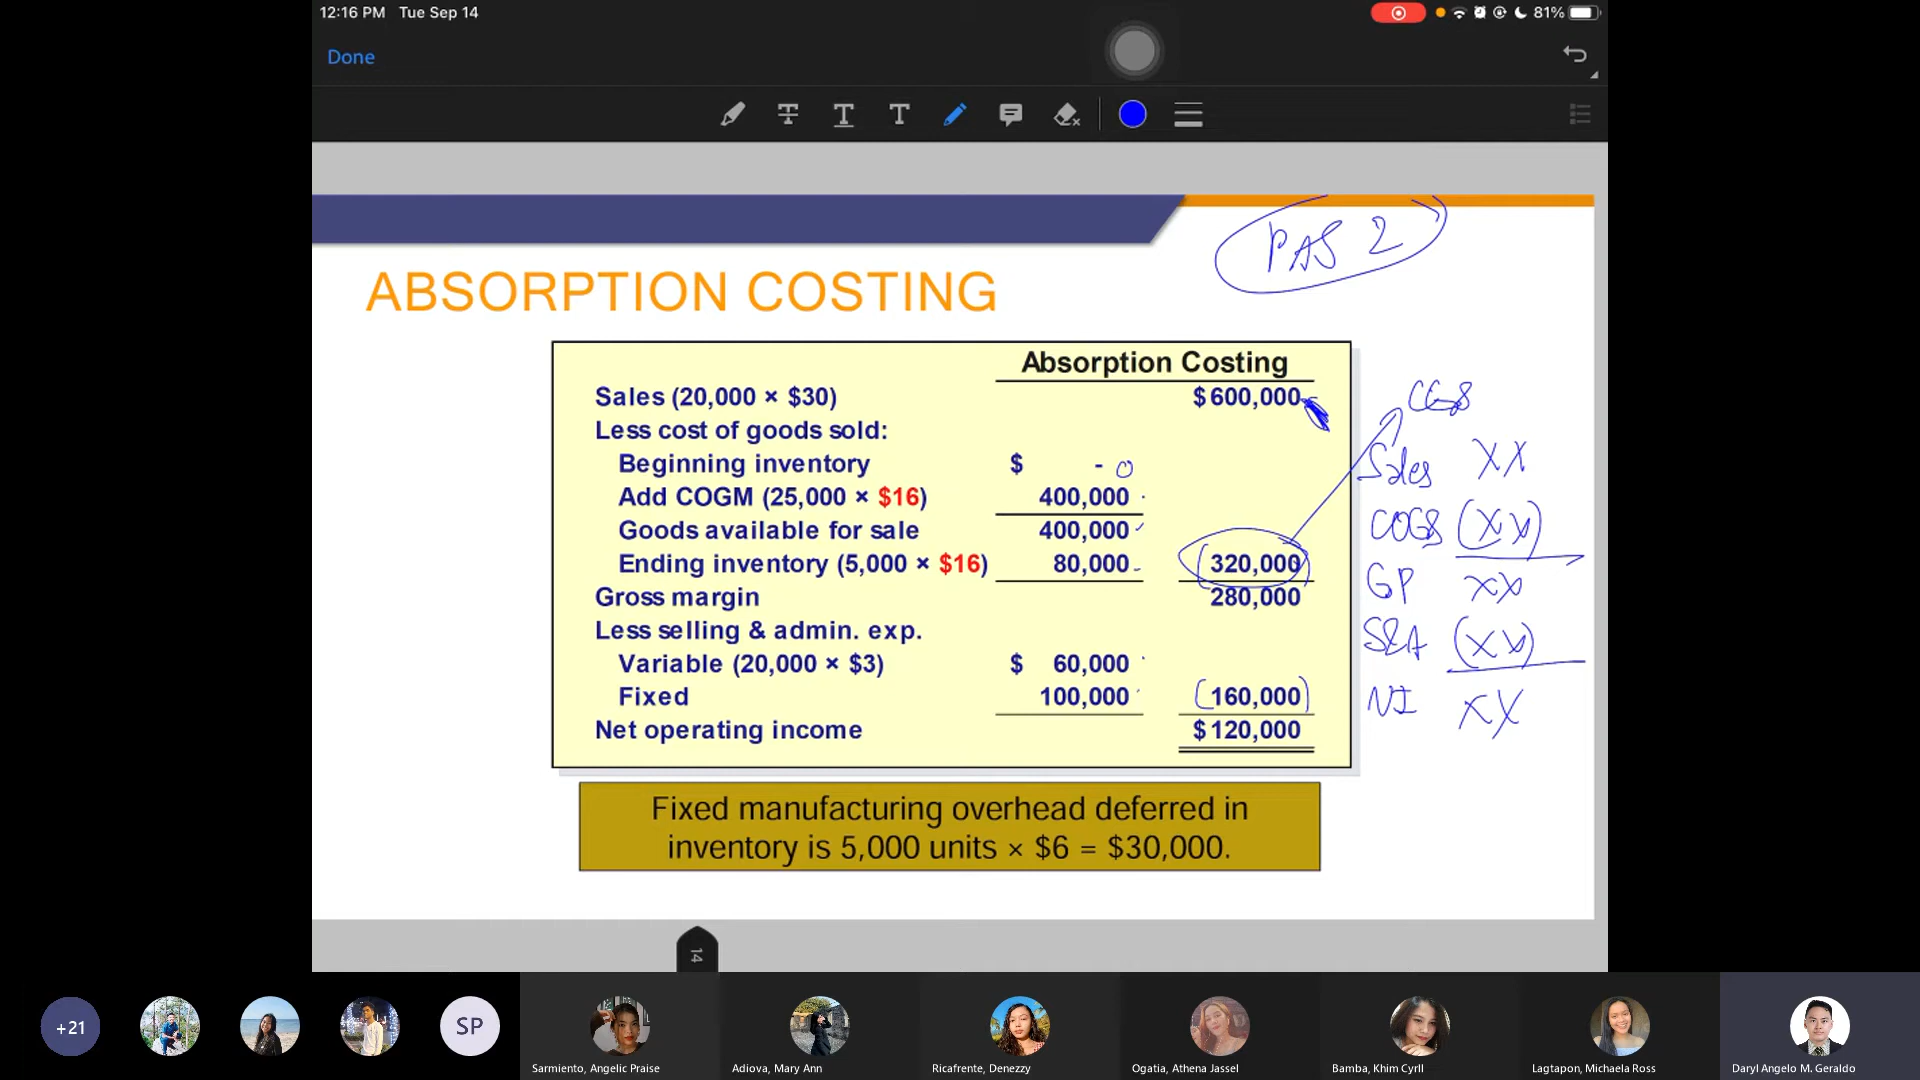 12:16 PM Tue Sep 14
81%
Done
T T T
PAS 2
ABSORPTION COSTING
Absorption Costing
Sales (20,000 × $30) $600,000
Less cost of goods sold:
Beginning inventory $ - 0
Add COGM (25,000 × $16) 400,000
Goods available for sale 400,000
Ending inventory (5,000 × $16) 80,000 (320,000)
Gross margin 280,000
Less selling & admin. exp.
Variable (20,000 × $3) $ 60,000
Fixed 100,000 (160,000)
Net operating income $120,000
CGS
Sales XX
COGS (XX)
GP XX
S&A (XX)
NI XX
Fixed manufacturing overhead deferred in
inventory is 5,000 units × $6 = $30,000.
14
+21
SP
Sarmiento, Angelic Praise
Adiova, Mary Ann
Ricafrente, Denezzy
Ogatia, Athena Jassel
Bamba, Khim Cyrll
Lagtapon, Michaela Ross
Daryl Angelo M. Geraldo